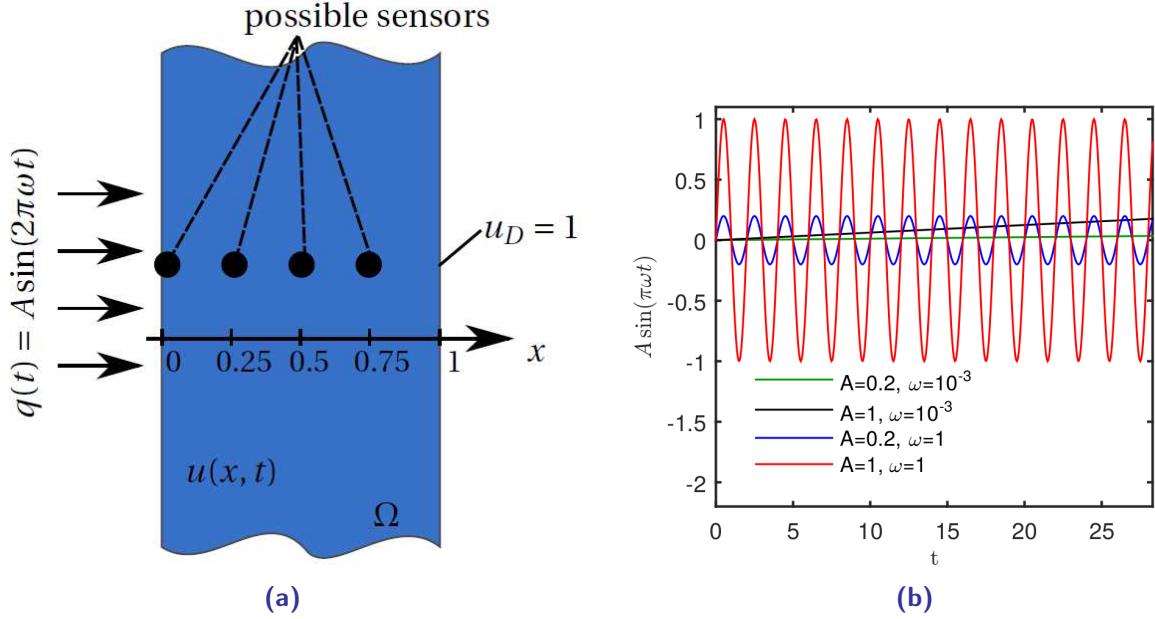 possible sensors
q(t) = A sin(2πωt)
u_D = 1
0 0.25 0.5 0.75 1 x
u(x, t)
Ω
(a)
A sin(πωt)
1
0.5
0
-0.5
-1
-1.5
-2
A=0.2, ω=10⁻³
A=1, ω=10⁻³
A=0.2, ω=1
A=1, ω=1
0 5 10 15 20 25
t
(b)